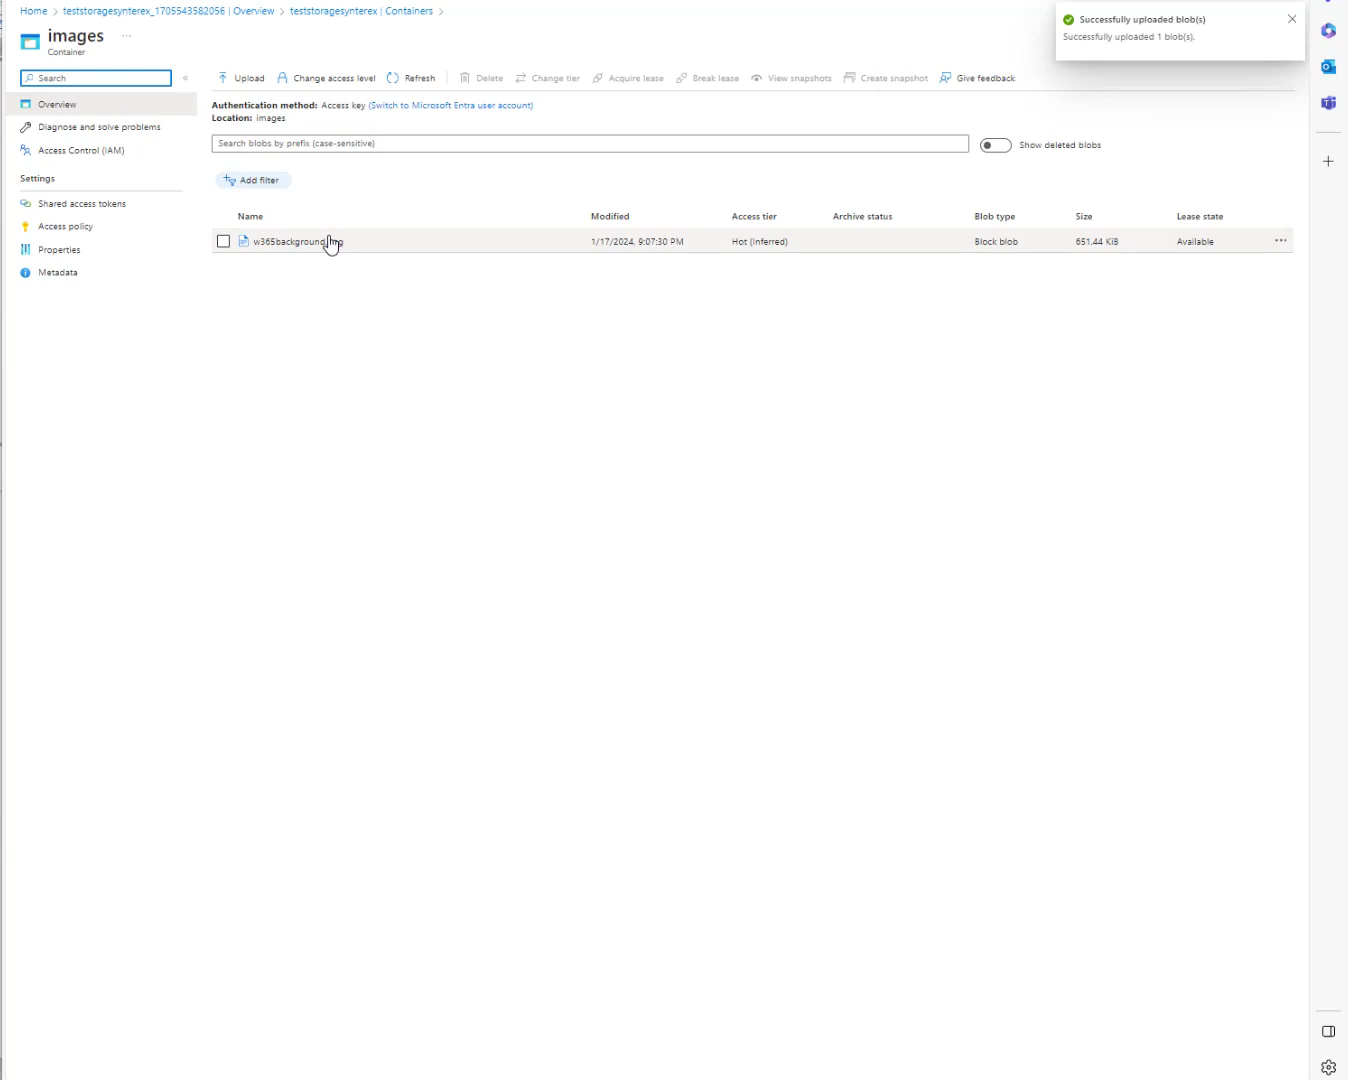 Home > teststoragesynterex_1705543582056 | Overview > teststoragesynterex | Containers >
images ...
Container
Successfully uploaded blob(s)
Successfully uploaded 1 blob(s).
Search
Upload Change access level Refresh Delete Change tier Acquire lease Break lease View snapshots Create snapshot Give feedback
Overview
Diagnose and solve problems
Access Control (IAM)
Settings
Shared access tokens
Access policy
Properties
Metadata
Authentication method: Access key (Switch to Microsoft Entra user account)
Location: images
Search blobs by prefix (case-sensitive)
Show deleted blobs
Add filter
Name Modified Access tier Archive status Blob type Size Lease state
1/17/2024, 9:07:30 PM Hot (Inferred) Block blob 651.44 KiB Available ...